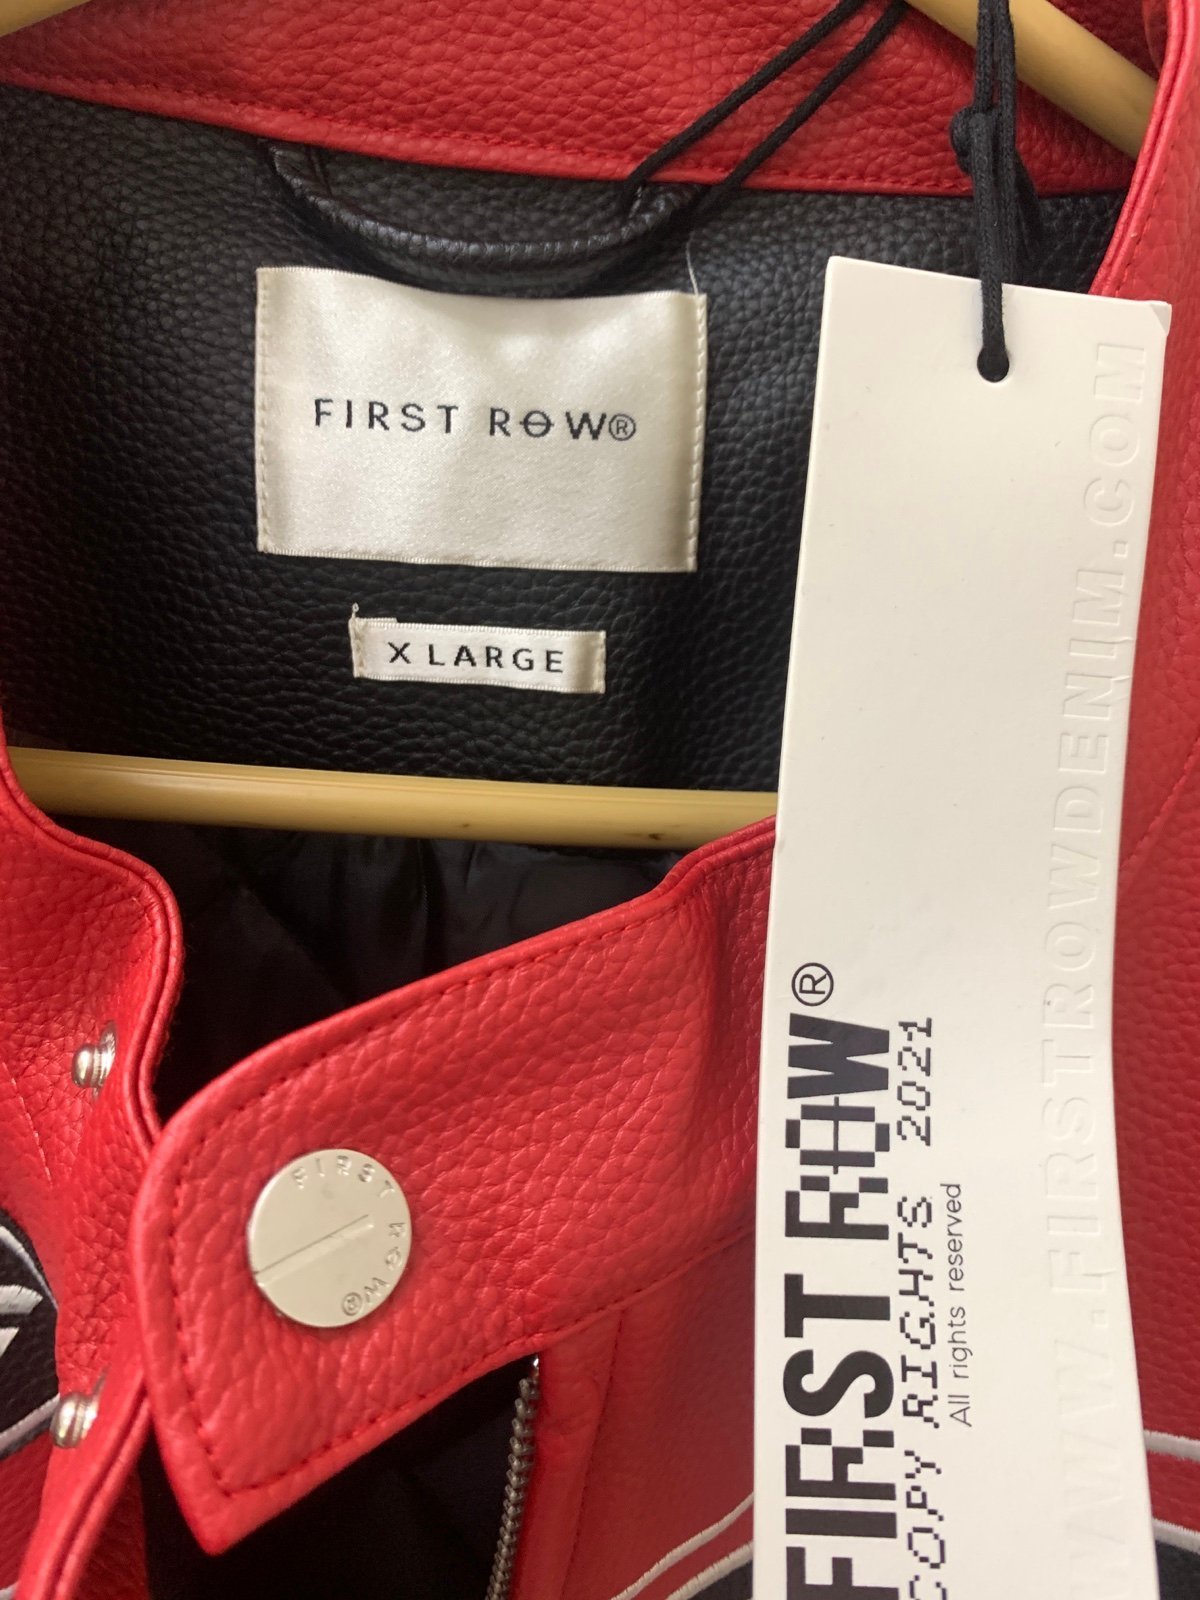 FIRST ROW®
X LARGE
FIRST ROW®
FIRST ROW®
COPY RIGHTS 2021
All rights reserved
WWW.FIRSTROWDENIM.COM